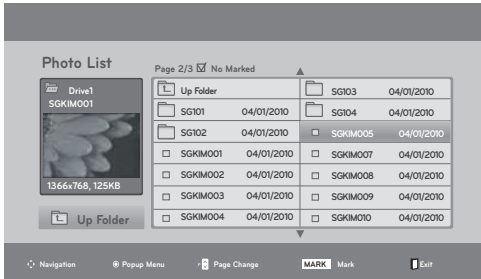 Photo List
Page 2/3 No Marked
Drive1
SGKIM001
1366x768, 125KB
Up Folder
Up Folder
SG101 04/01/2010
SG102 04/01/2010
SGKIM001 04/01/2010
SGKIM002 04/01/2010
SGKIM003 04/01/2010
SGKIM004 04/01/2010
SG103 04/01/2010
SG104 04/01/2010
SGKIM005 04/01/2010
SGKIM007 04/01/2010
SGKIM008 04/01/2010
SGKIM009 04/01/2010
SGKIM010 04/01/2010
Navigation Popup Menu Page Change MARK Mark Exit